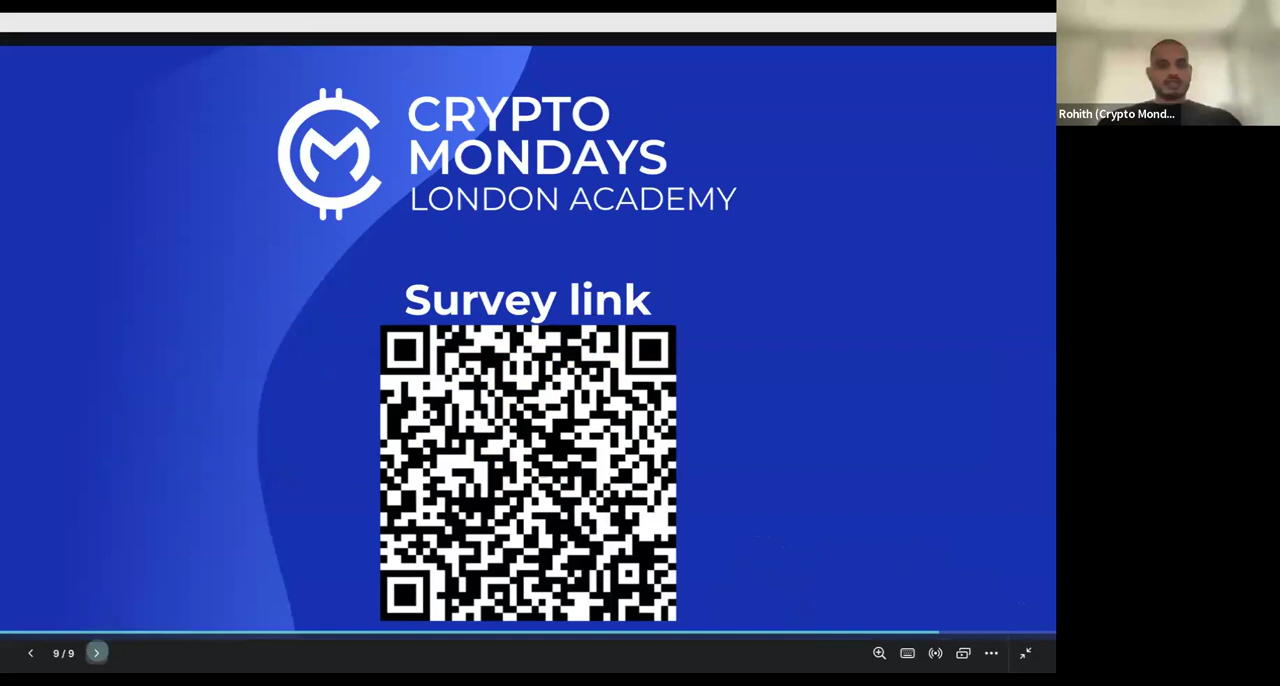 CRYPTO
MONDAYS
LONDON ACADEMY
Survey link
Rohith (Crypto Mond...
9 / 9